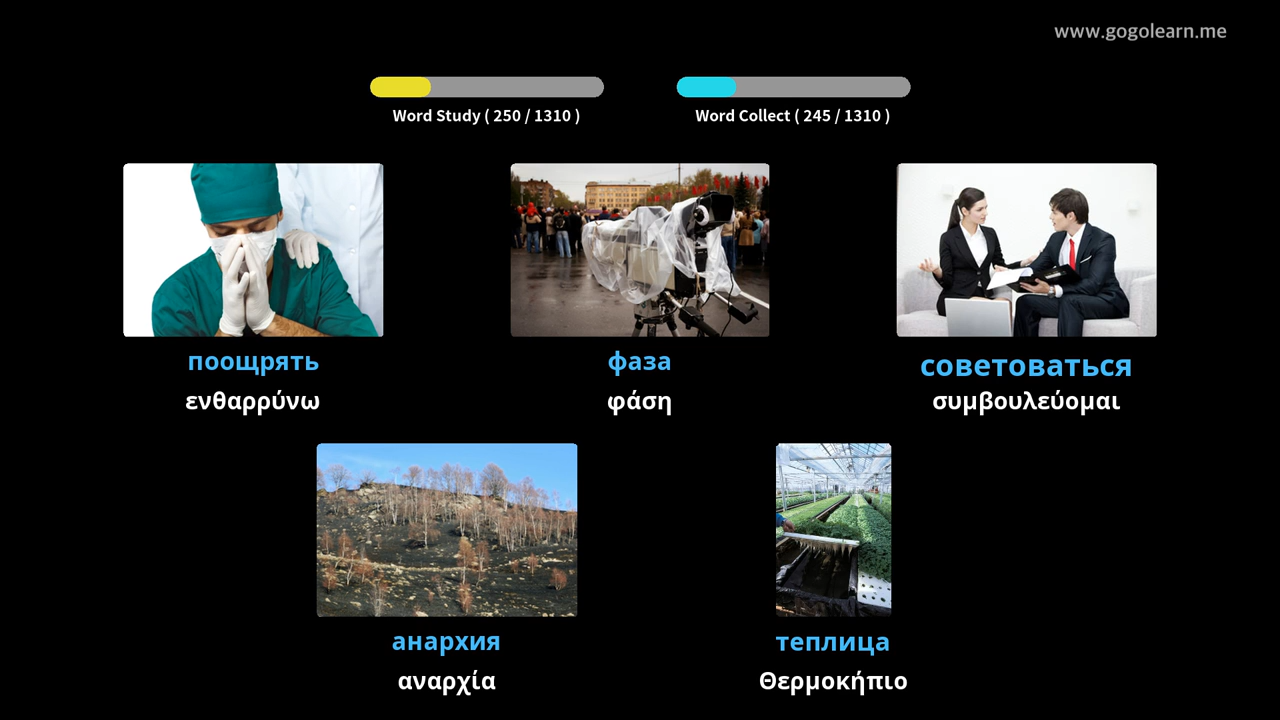 www.gogolearn.me
Word Study ( 250 / 1310 )
Word Collect ( 245 / 1310 )
поощрять
фаза
советоваться
ενθαρρύνω
φάση
συμβουλεύομαι
анархия
теплица
αναρχία
Θερμοκήπιο